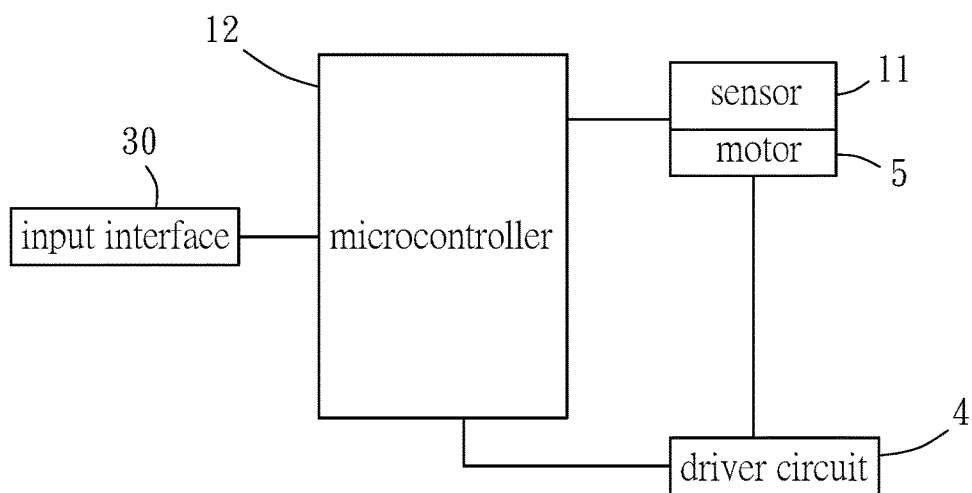 12
sensor
11
motor
5
30
input interface
microcontroller
4
driver circuit